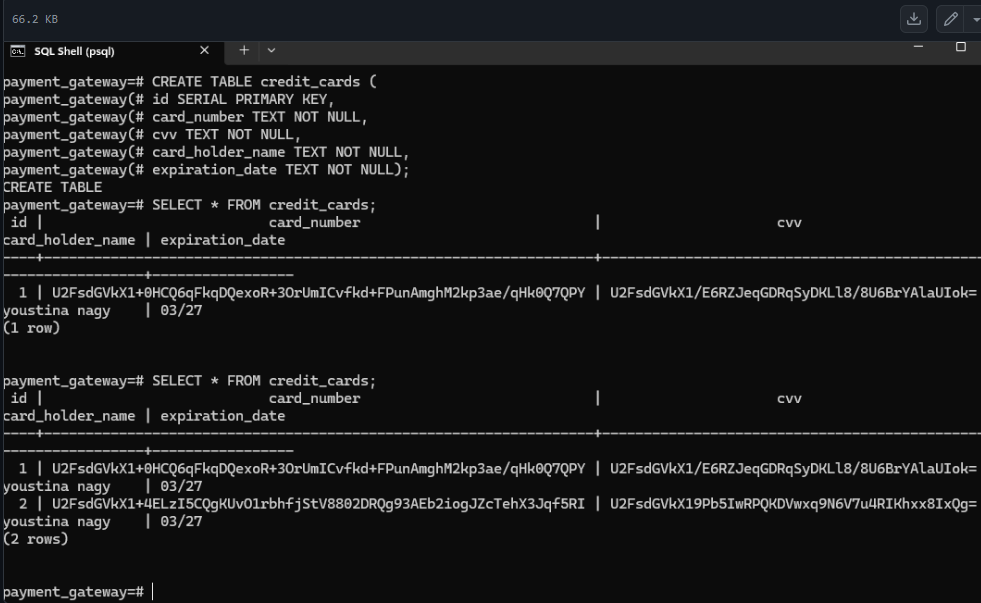 66.2 KB
SQL Shell (psql)
payment_gateway=# CREATE TABLE credit_cards (
payment_gateway(# id SERIAL PRIMARY KEY,
payment_gateway(# card_number TEXT NOT NULL,
payment_gateway(# cvv TEXT NOT NULL,
payment_gateway(# card_holder_name TEXT NOT NULL,
payment_gateway(# expiration_date TEXT NOT NULL);
CREATE TABLE
payment_gateway=# SELECT * FROM credit_cards;
id | card_number | cvv
card_holder_name | expiration_date
----+--------------------------------------------------------------------+----------------------------------------------
-----------------+-----------------
1 | U2FsdGVkX1+0HCQ6qFkqDQexoR+3OrUmICvfkd+FPunAmghM2kp3ae/qHk0Q7QPY | U2FsdGVkX1/E6RZJeqGDRqSyDKLl8/8U6BrYAlaUIok=
youstina nagy | 03/27
(1 row)
payment_gateway=# SELECT * FROM credit_cards;
id | card_number | cvv
card_holder_name | expiration_date
----+--------------------------------------------------------------------+----------------------------------------------
-----------------+-----------------
1 | U2FsdGVkX1+0HCQ6qFkqDQexoR+3OrUmICvfkd+FPunAmghM2kp3ae/qHk0Q7QPY | U2FsdGVkX1/E6RZJeqGDRqSyDKLl8/8U6BrYAlaUIok=
youstina nagy | 03/27
2 | U2FsdGVkX1+4ELzI5CQgKUvO1rbhfjStV8802DRQg93AEb2iogJZcTehX3Jqf5RI | U2FsdGVkX19Pb5IwRPQKDVwxq9N6V7u4RIKhxx8IxQg=
youstina nagy | 03/27
(2 rows)
payment_gateway=#